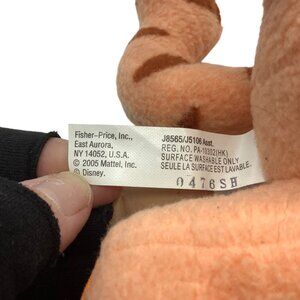 Fisher-Price, Inc.,
East Aurora,
NY 14052, U.S.A.
© 2005 Mattel, Inc.
© Disney.
J8565/J5106 Asst.
REG. NO. PA-10302(HK)
SURFACE WASHABLE ONLY
SEULE LA SURFACE EST LAVABLE.
0476SH